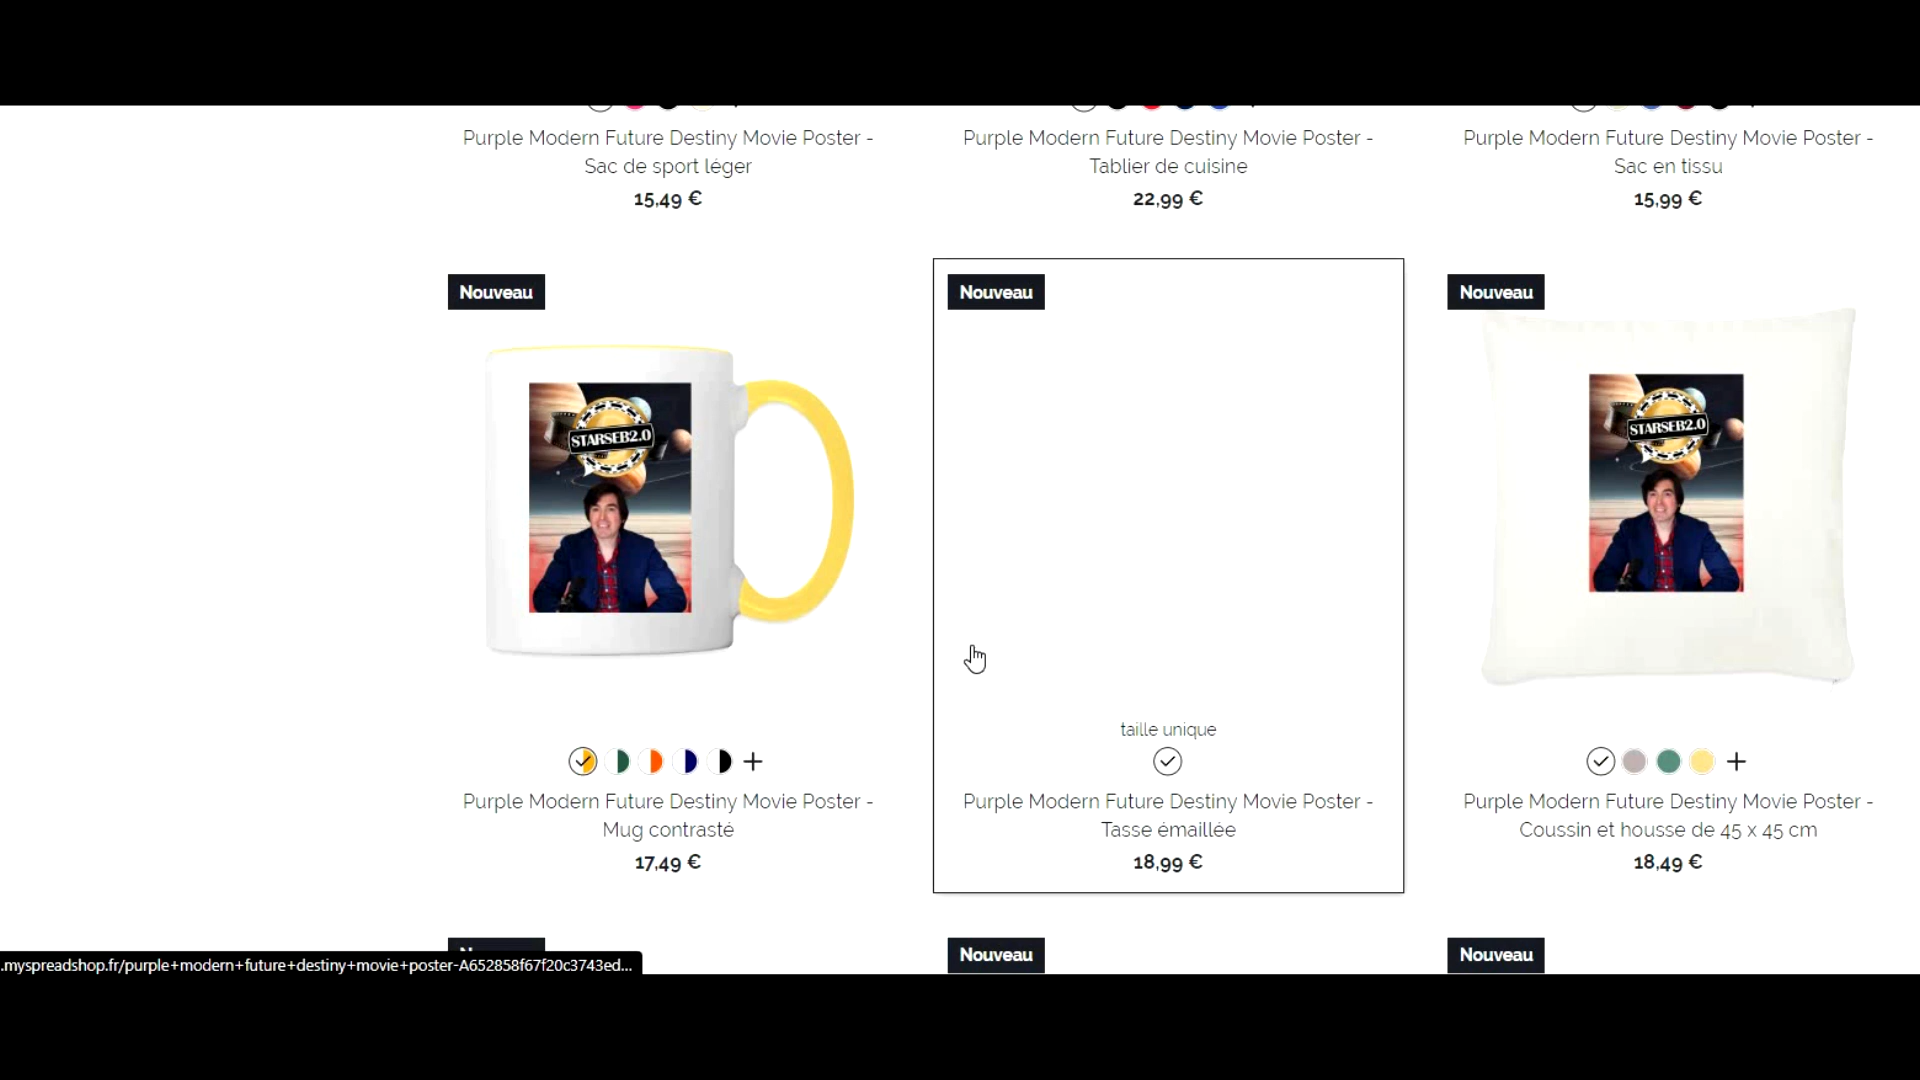 Purple Modern Future Destiny Movie Poster -
Sac de sport léger
15,49 €
Purple Modern Future Destiny Movie Poster -
Tablier de cuisine
22,99 €
Purple Modern Future Destiny Movie Poster -
Sac en tissu
15,99 €
Nouveau
STARSEB2.0
Purple Modern Future Destiny Movie Poster -
Mug contrasté
17,49 €
Nouveau
taille unique
Purple Modern Future Destiny Movie Poster -
Tasse émaillée
18,99 €
Nouveau
STARSEB2.0
Purple Modern Future Destiny Movie Poster -
Coussin et housse de 45 x 45 cm
18,49 €
Nouveau
Nouveau
.myspreadshop.fr/purple+modern+future+destiny+movie+poster-A652858f67f20c3743ed...